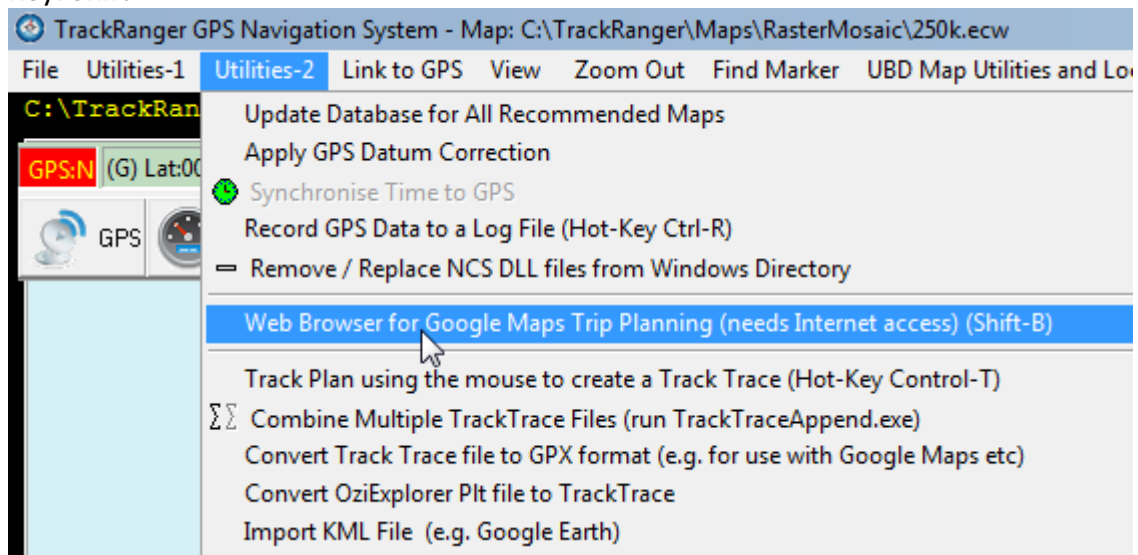 TrackRanger GPS Navigation System - Map: C:\TrackRanger\Maps\RasterMosaic\250k.ecw
File Utilities-1 Utilities-2 Link to GPS View Zoom Out Find Marker UBD Map Utilities and Lo
C:\TrackRan
Update Database for All Recommended Maps
Apply GPS Datum Correction
GPS:N (G) Lat:00
Synchronise Time to GPS
GPS
Record GPS Data to a Log File (Hot-Key Ctrl-R)
Remove / Replace NCS DLL files from Windows Directory
Web Browser for Google Maps Trip Planning (needs Internet access) (Shift-B)
Track Plan using the mouse to create a Track Trace (Hot-Key Control-T)
ΣΣ Combine Multiple TrackTrace Files (run TrackTraceAppend.exe)
Convert Track Trace file to GPX format (e.g. for use with Google Maps etc)
Convert OziExplorer Plt file to TrackTrace
Import KML File (e.g. Google Earth)